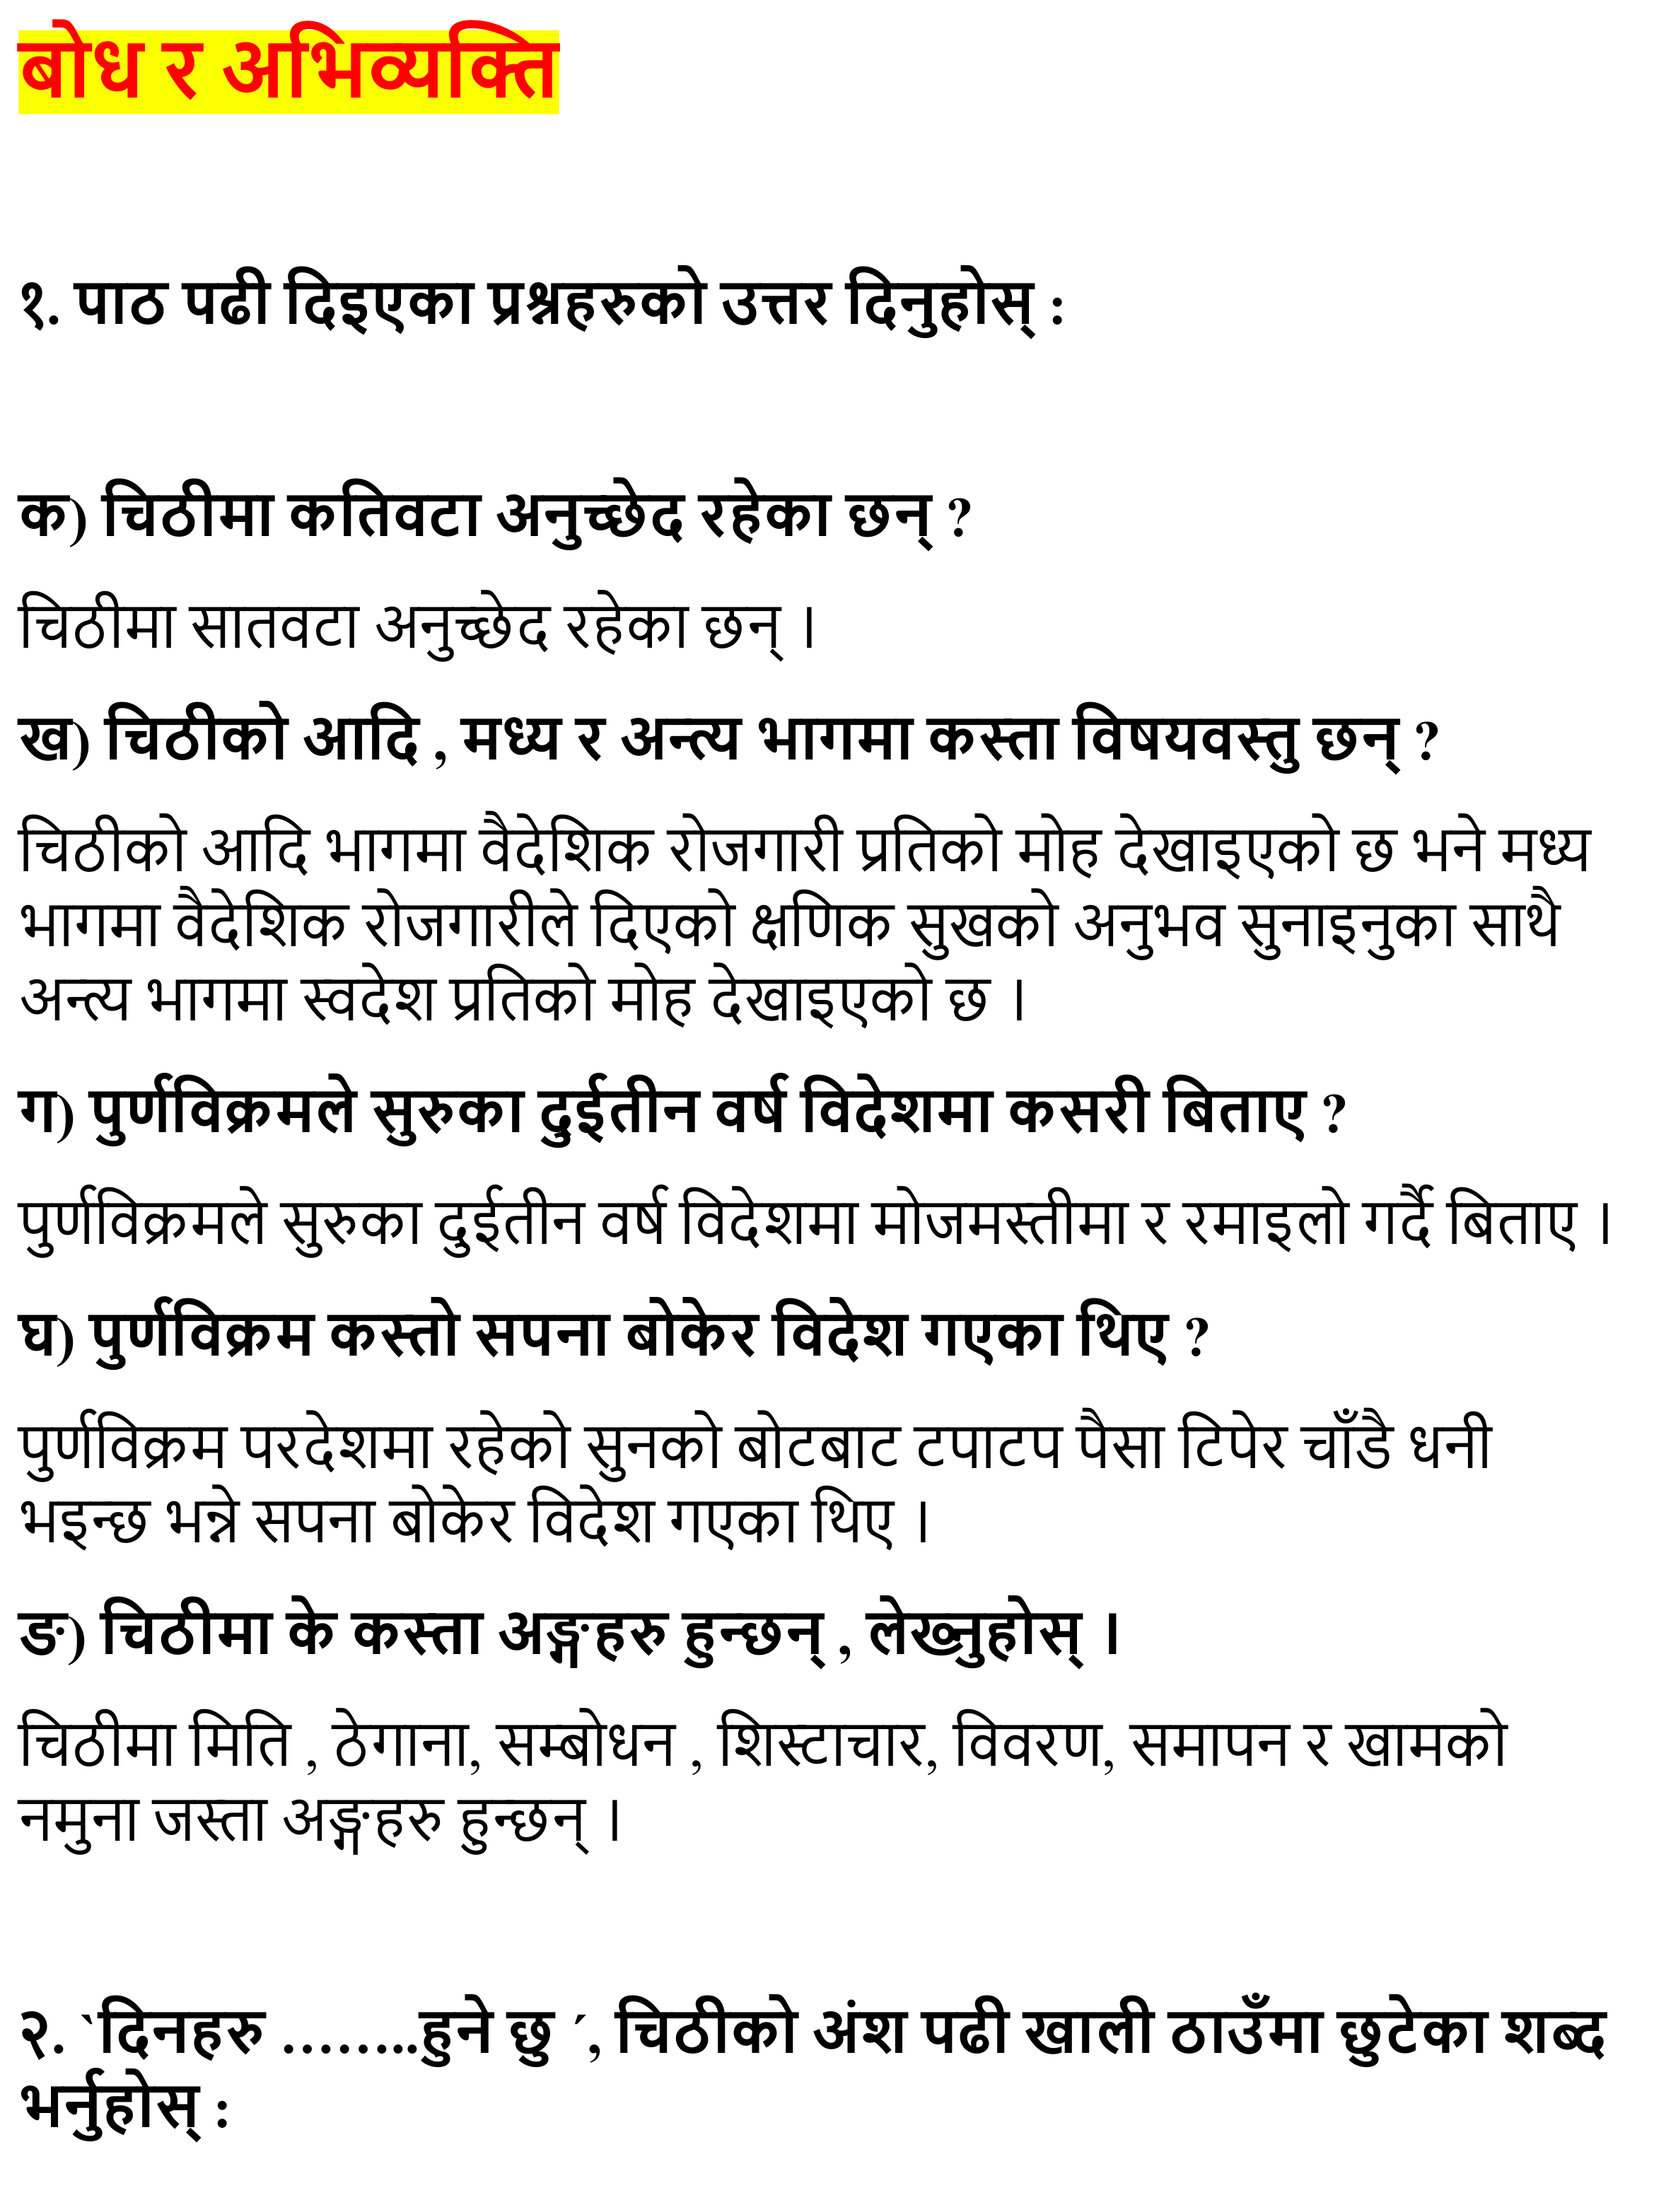 बोध र अभिव्यक्ति
१. पाठ पढी दिइएका प्रश्नहरुको उत्तर दिनुहोस् :
क) चिठीमा कतिवटा अनुच्छेद रहेका छन् ?
चिठीमा सातवटा अनुच्छेद रहेका छन् ।
ख) चिठीको आदि , मध्य र अन्त्य भागमा कस्ता विषयवस्तु छन् ?
चिठीको आदि भागमा वैदेशिक रोजगारी प्रतिको मोह देखाइएको छ भने मध्य
भागमा वैदेशिक रोजगारीले दिएको क्षणिक सुखको अनुभव सुनाइनुका साथै
अन्त्य भागमा स्वदेश प्रतिको मोह देखाइएको छ ।
ग) पुर्णविक्रमले सुरुका दुईतीन वर्ष विदेशमा कसरी बिताए ?
पुर्णविक्रमले सुरुका दुईतीन वर्ष विदेशमा मोजमस्तीमा र रमाइलो गर्दै बिताए ।
घ) पुर्णविक्रम कस्तो सपना बोकेर विदेश गएका थिए ?
पुर्णविक्रम परदेशमा रहेको सुनको बोटबाट टपाटप पैसा टिपेर चाँडै धनी
भइन्छ भन्ने सपना बोकेर विदेश गएका थिए ।
ङ) चिठीमा के कस्ता अङ्गहरु हुन्छन् , लेख्नुहोस् ।
चिठीमा मिति , ठेगाना, सम्बोधन , शिस्टाचार, विवरण, समापन र खामको
नमुना जस्ता अङ्गहरु हुन्छन् ।
२. `दिनहरु ........हुने छु ´, चिठीको अंश पढी खाली ठाउँमा छुटेका शब्द
भर्नुहोस् :